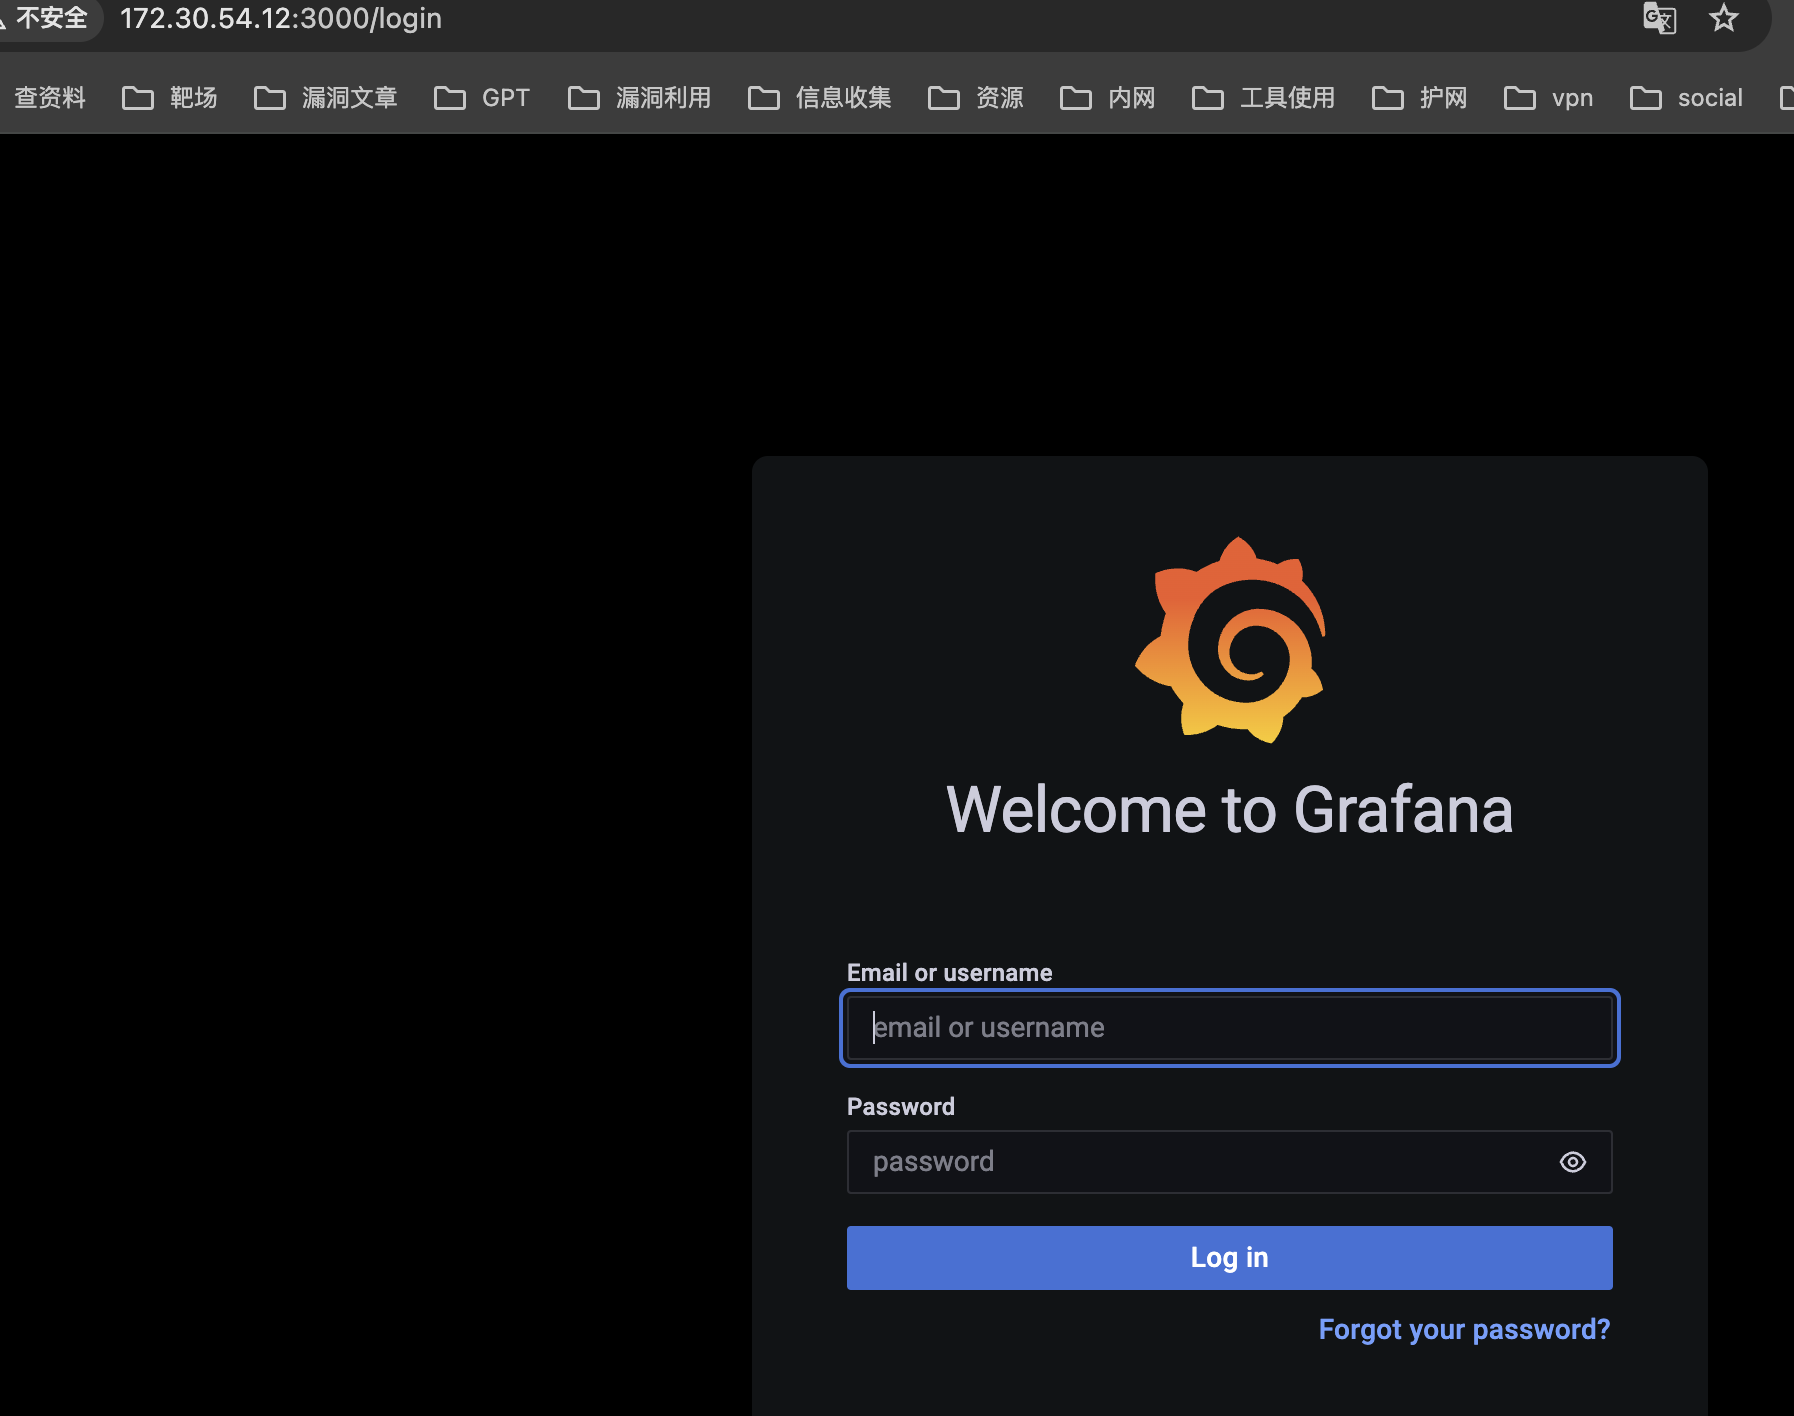 不安全 172.30.54.12:3000/login
查资料 靶场 漏洞文章 GPT 漏洞利用 信息收集 资源 内网 工具使用 护网 vpn social
Welcome to Grafana
Email or username
email or username
Password
password
Log in
Forgot your password?